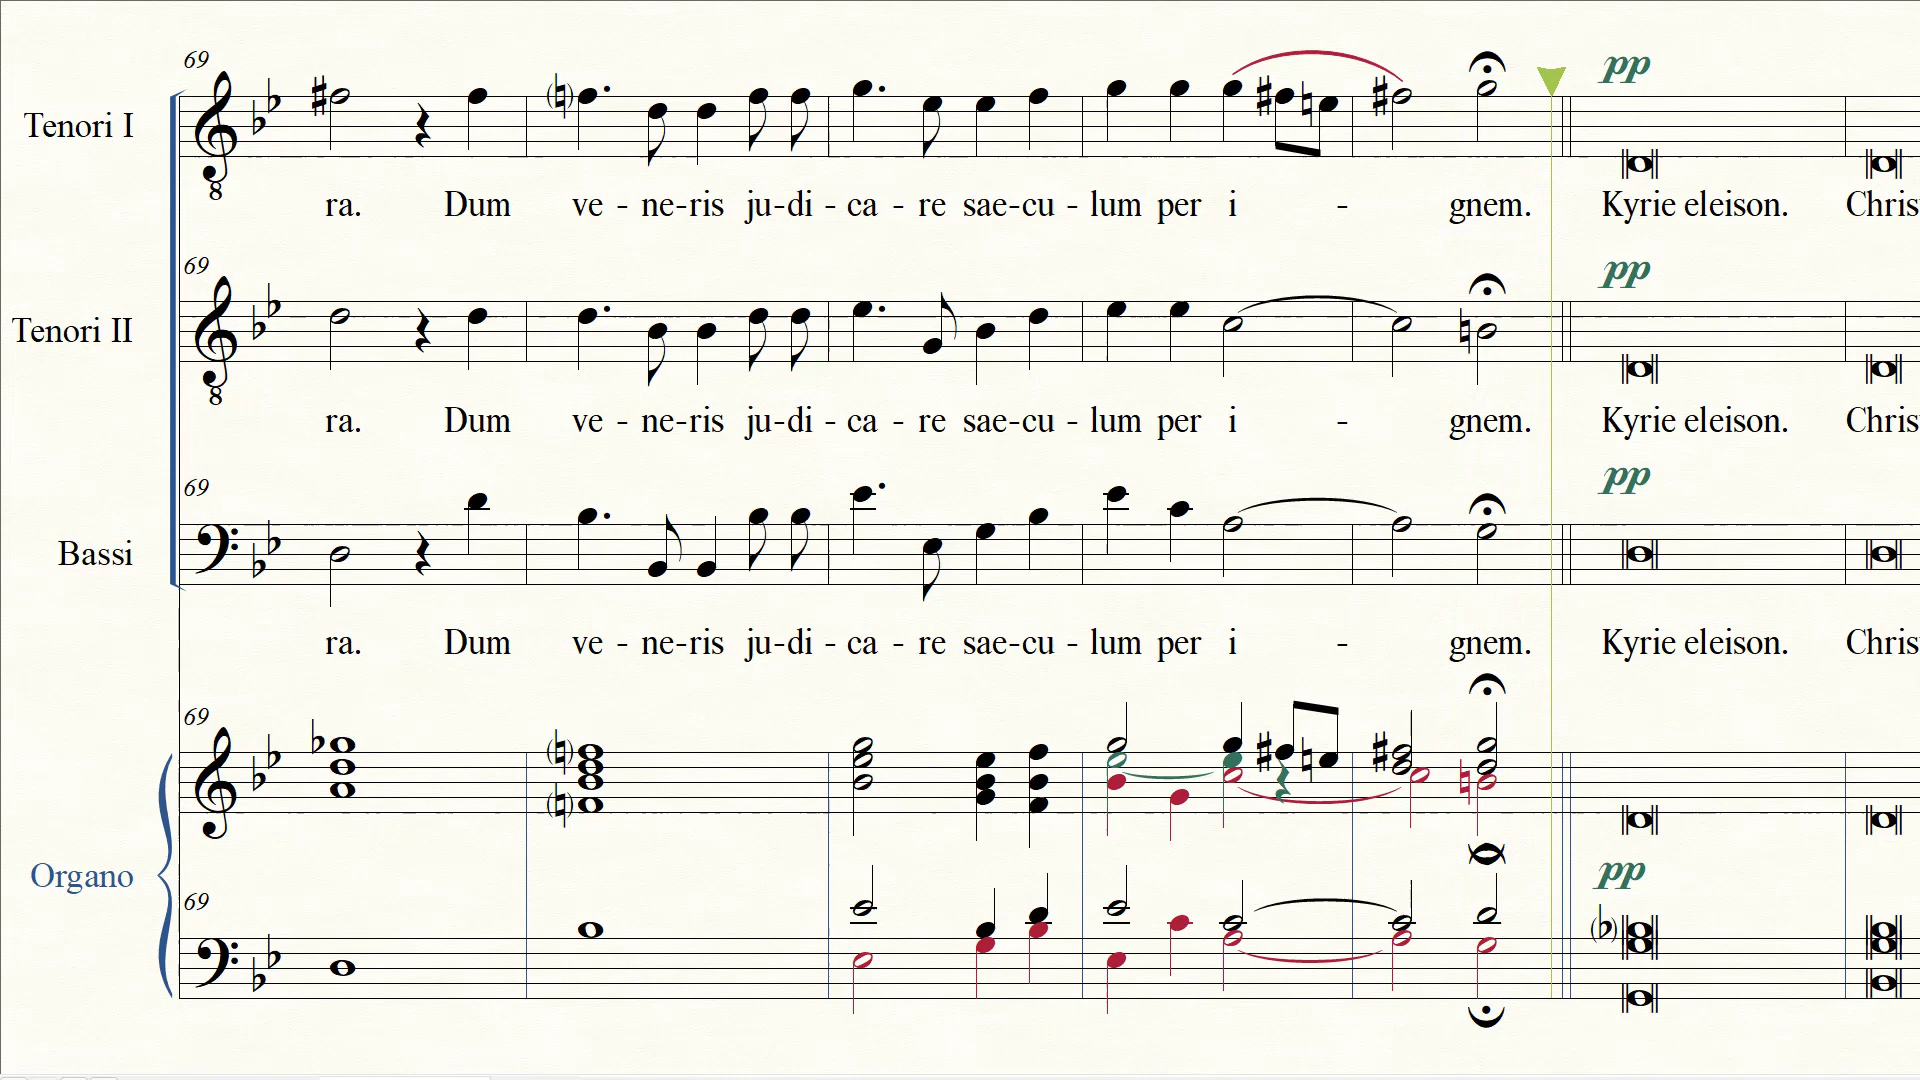 69
pp
Tenori I
8
ra. Dum ve - ne-ris ju-di - ca - re sae-cu - lum per i - gnem. Kyrie eleison. Chris
69
pp
Tenori II
8
ra. Dum ve - ne-ris ju-di - ca - re sae-cu - lum per i - gnem. Kyrie eleison. Chris
pp
69
Bassi
ra. Dum ve - ne-ris ju-di - ca - re sae-cu - lum per i - gnem. Kyrie eleison. Chris
69
Organo
pp
69